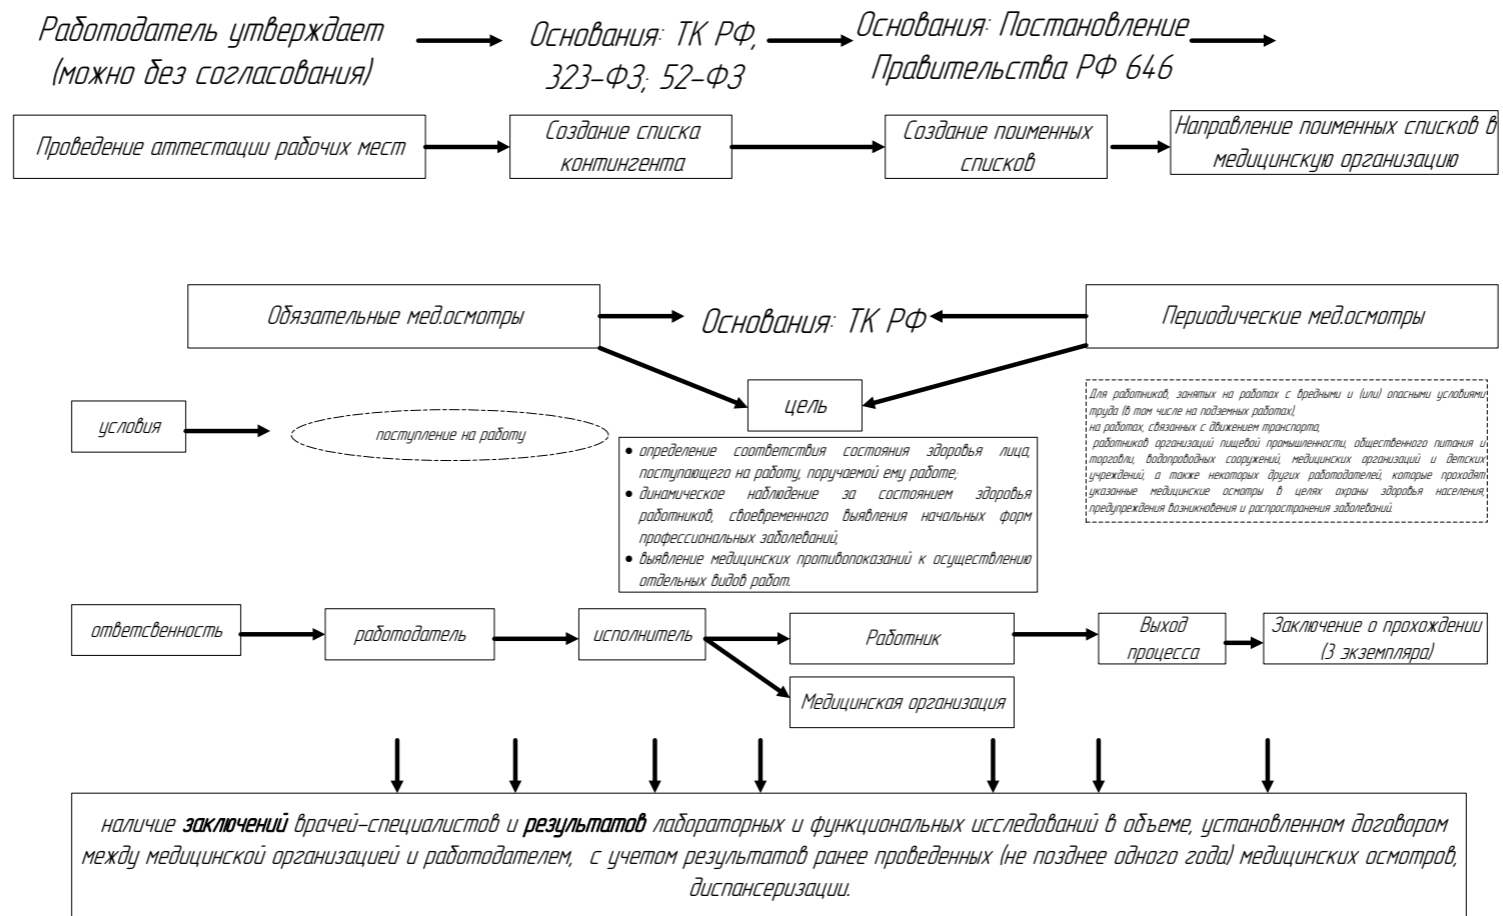 Работодатель утверждает
(можно без согласования)
Основания: ТК РФ,
323-ФЗ; 52-ФЗ
Основания: Постановление
Правительства РФ 646
Проведение аттестации рабочих мест
Создание списка
контингента
Создание поименных
списков
Направление поименных списков в
медицинскую организацию
Обязательные мед.осмотры
Основания: ТК РФ
Периодические мед.осмотры
цель
условия
поступление на работу
• определение соответствия состояния здоровья лица,
поступающего на работу, поручаемой ему работе;
• динамическое наблюдение за состоянием здоровья
работников, своевременного выявления начальных форм
профессиональных заболеваний,
• выявление медицинских противопоказаний к осуществлению
отдельных видов работ.
Для работников, занятых на работах с вредными и (или) опасными условиями
труда (в том числе на подземных работах),
на работах, связанных с движением транспорта,
работников организаций пищевой промышленности, общественного питания и
торговли, водопроводных сооружений, медицинских организаций и детских
учреждений, а также некоторых других работодателей, которые проходят
указанные медицинские осмотры в целях охраны здоровья населения,
предупреждения возникновения и распространения заболеваний.
ответсвенность
работодатель
исполнитель
Работник
Выход
процесса
Заключение о прохождении
(3 экземпляра)
Медицинская организация
наличие заключений врачей-специалистов и результатов лабораторных и функциональных исследований в объеме, установленном договором
между медицинской организацией и работодателем, с учетом результатов ранее проведенных (не позднее одного года) медицинских осмотров,
диспансеризации.